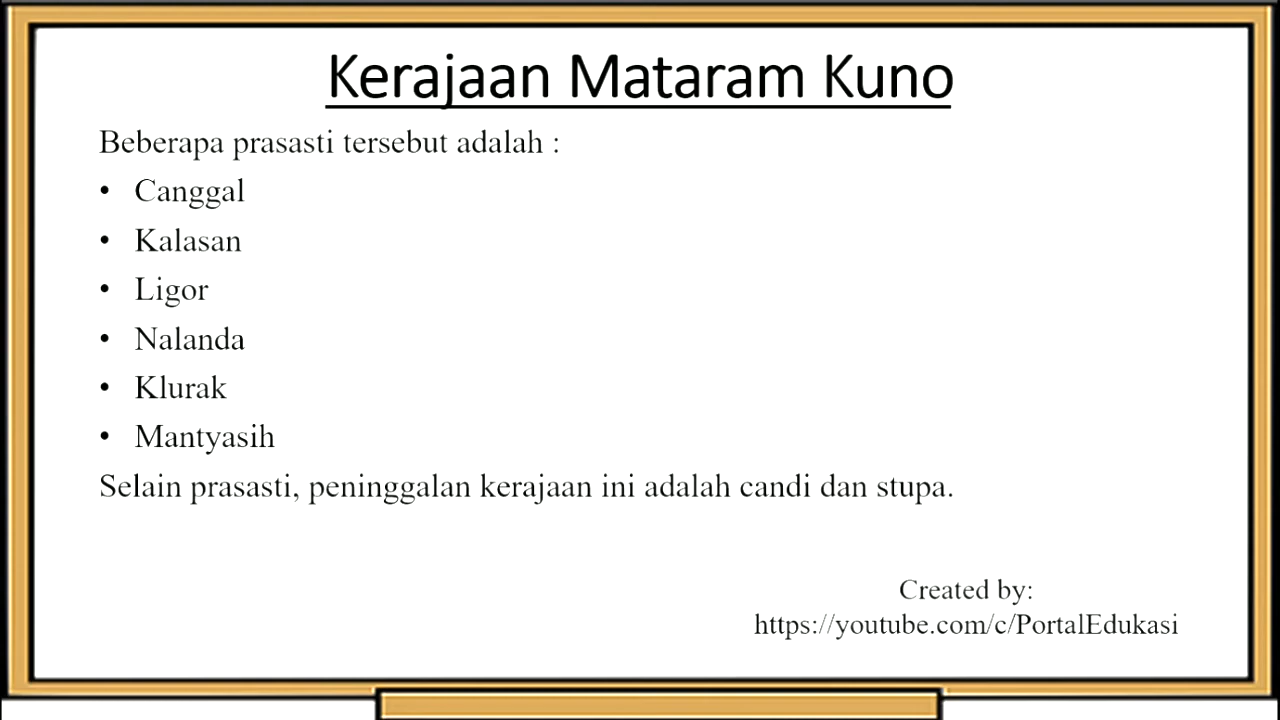 Kerajaan Mataram Kuno
Beberapa prasasti tersebut adalah :
• Canggal
• Kalasan
• Ligor
• Nalanda
• Klurak
• Mantyasih
Selain prasasti, peninggalan kerajaan ini adalah candi dan stupa.
Created by:
https://youtube.com/c/PortalEdukasi